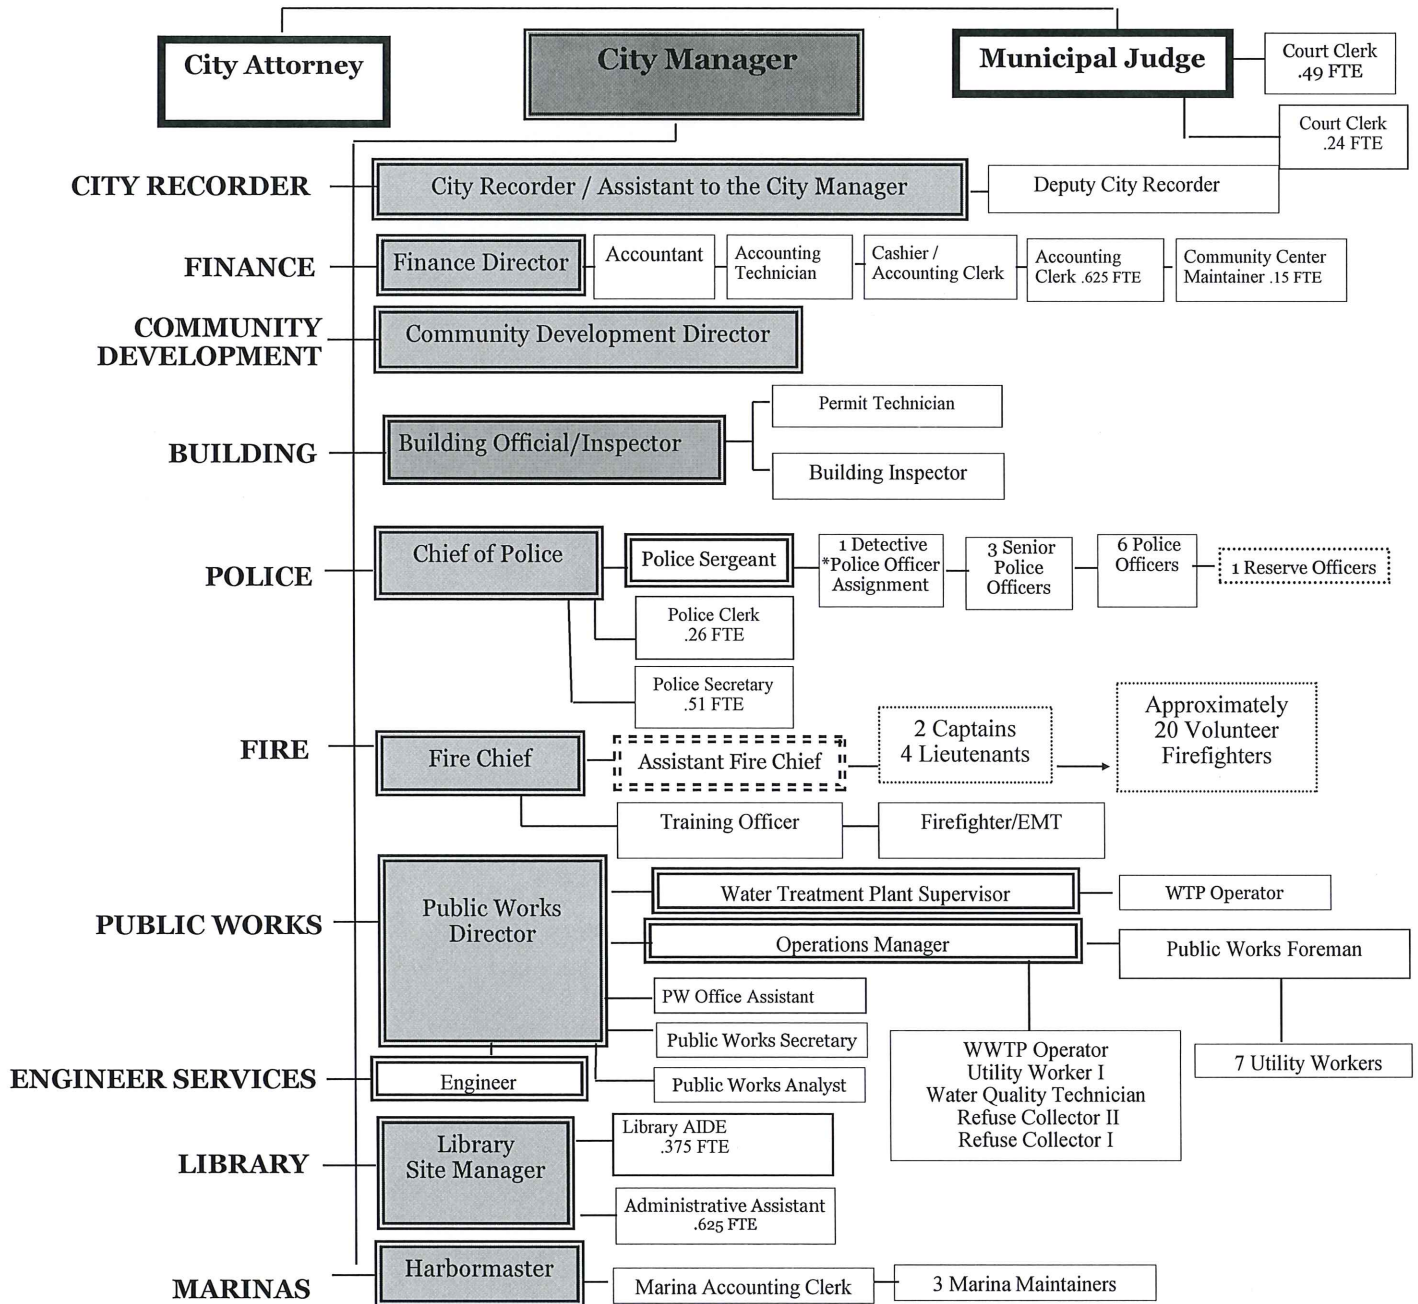 City Attorney
City Manager
Municipal Judge
Court Clerk
.49 FTE
Court Clerk
.24 FTE
CITY RECORDER
City Recorder / Assistant to the City Manager
Deputy City Recorder
FINANCE
Finance Director
Accountant
Accounting
Technician
Cashier /
Accounting Clerk
Accounting
Clerk .625 FTE
Community Center
Maintainer .15 FTE
COMMUNITY
DEVELOPMENT
Community Development Director
BUILDING
Building Official/Inspector
Permit Technician
Building Inspector
POLICE
Chief of Police
Police Sergeant
1 Detective
*Police Officer
Assignment
3 Senior
Police
Officers
6 Police
Officers
1 Reserve Officers
Police Clerk
.26 FTE
Police Secretary
.51 FTE
FIRE
Fire Chief
Assistant Fire Chief
2 Captains
4 Lieutenants
Approximately
20 Volunteer
Firefighters
Training Officer
Firefighter/EMT
PUBLIC WORKS
Public Works
Director
Water Treatment Plant Supervisor
WTP Operator
Operations Manager
Public Works Foreman
PW Office Assistant
Public Works Secretary
Public Works Analyst
WWTP Operator
Utility Worker I
Water Quality Technician
Refuse Collector II
Refuse Collector I
7 Utility Workers
ENGINEER SERVICES
Engineer
LIBRARY
Library
Site Manager
Library AIDE
.375 FTE
Administrative Assistant
.625 FTE
MARINAS
Harbormaster
Marina Accounting Clerk
3 Marina Maintainers